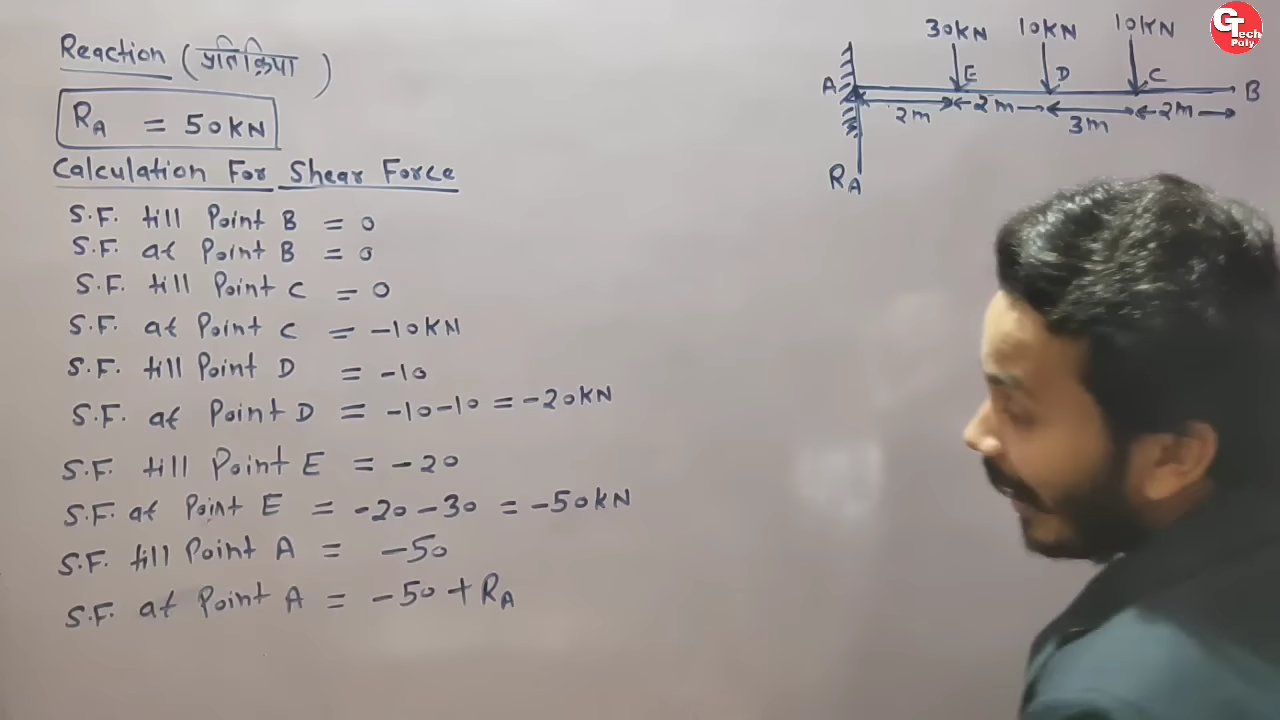 Reaction (प्रतिक्रिया)
RA = 50KN
Calculation For Shear Force
S.F. till Point B = 0
S.F. at Point B = 0
S.F. till Point C = 0
S.F. at Point C = -10KN
S.F. till Point D = -10
S.F. at Point D = -10-10 = -20KN
S.F. till Point E = -20
S.F. at Point E = -20-30 = -50KN
S.F. till Point A = -50
S.F. at Point A = -50+RA
30KN 10KN 10KN
A E D C B
2m 2m 3m 2m
RA
GTech
Poly